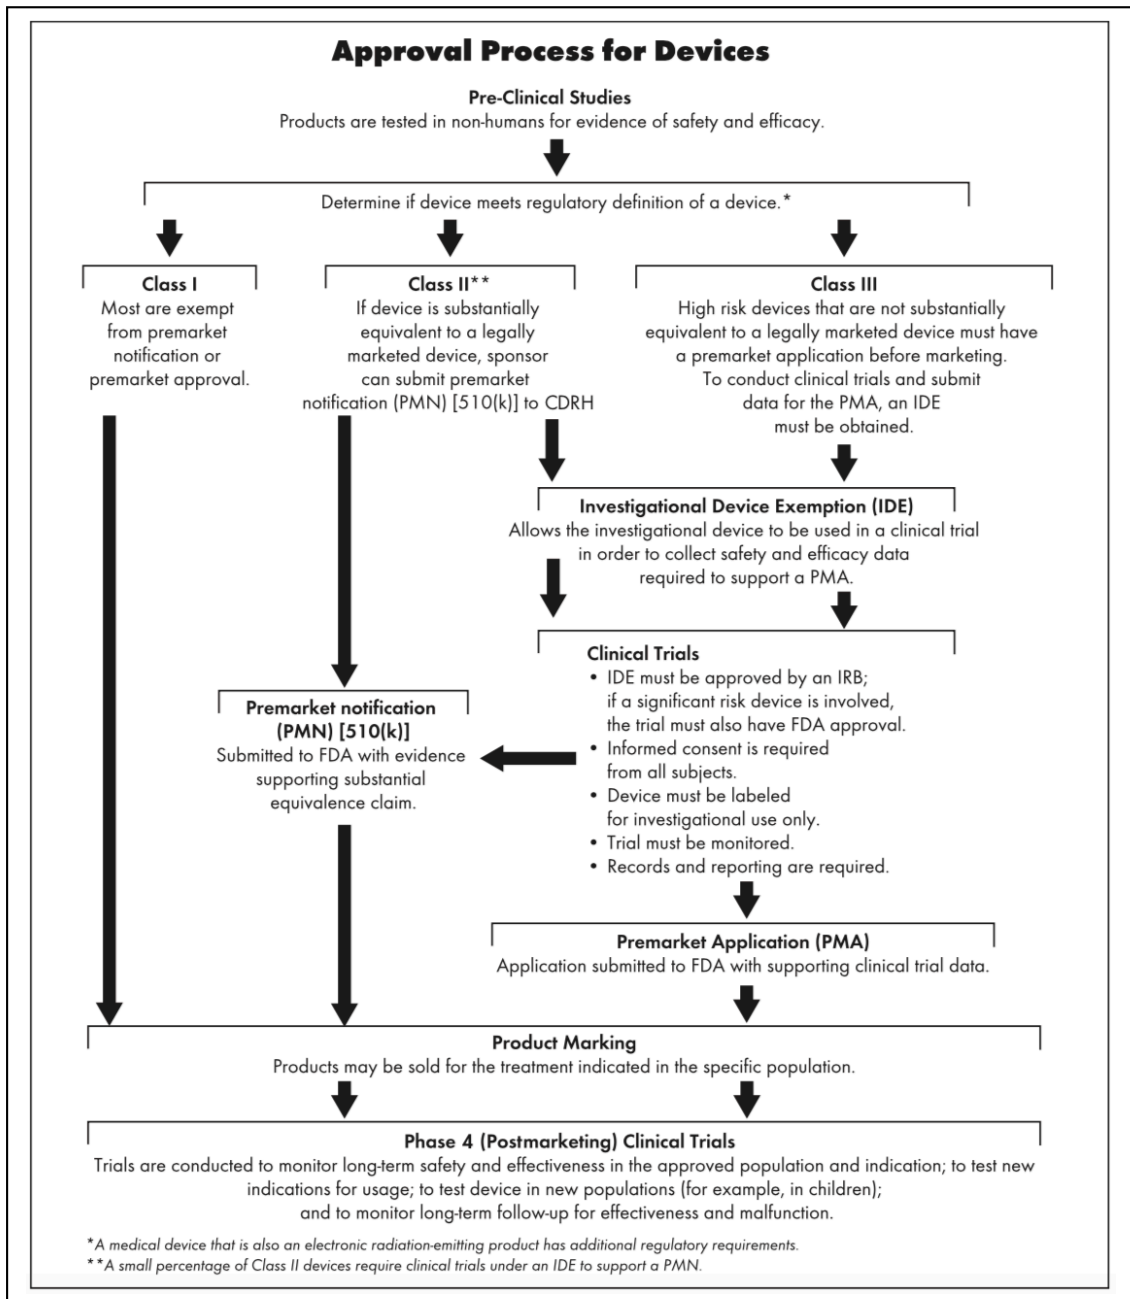 Approval Process for Devices
Pre-Clinical Studies
Products are tested in non-humans for evidence of safety and efficacy.
Determine if device meets regulatory definition of a device.*
Class I
Most are exempt
from premarket
notification or
premarket approval.
Class II**
If device is substantially
equivalent to a legally
marketed device, sponsor
can submit premarket
notification (PMN) [510(k)] to CDRH
Class III
High risk devices that are not substantially
equivalent to a legally marketed device must have
a premarket application before marketing.
To conduct clinical trials and submit
data for the PMA, an IDE
must be obtained.
Investigational Device Exemption (IDE)
Allows the investigational device to be used in a clinical trial
in order to collect safety and efficacy data
required to support a PMA.
Clinical Trials
• IDE must be approved by an IRB;
if a significant risk device is involved,
the trial must also have FDA approval.
• Informed consent is required
from all subjects.
• Device must be labeled
for investigational use only.
• Trial must be monitored.
• Records and reporting are required.
Premarket notification
(PMN) [510(k)]
Submitted to FDA with evidence
supporting substantial
equivalence claim.
Premarket Application (PMA)
Application submitted to FDA with supporting clinical trial data.
Product Marking
Products may be sold for the treatment indicated in the specific population.
Phase 4 (Postmarketing) Clinical Trials
Trials are conducted to monitor long-term safety and effectiveness in the approved population and indication; to test new
indications for usage; to test device in new populations (for example, in children);
and to monitor long-term follow-up for effectiveness and malfunction.
*A medical device that is also an electronic radiation-emitting product has additional regulatory requirements.
**A small percentage of Class II devices require clinical trials under an IDE to support a PMN.